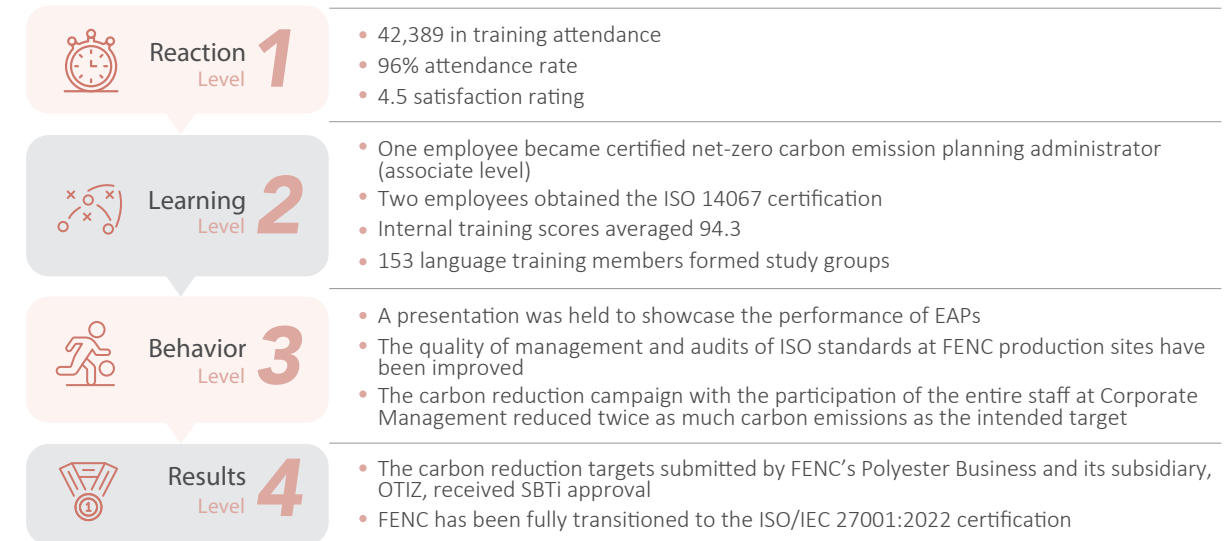 Reaction
Level
1
• 42,389 in training attendance
• 96% attendance rate
• 4.5 satisfaction rating
Learning
Level
2
• One employee became certified net-zero carbon emission planning administrator
(associate level)
• Two employees obtained the ISO 14067 certification
• Internal training scores averaged 94.3
• 153 language training members formed study groups
Behavior
Level
3
• A presentation was held to showcase the performance of EAPs
• The quality of management and audits of ISO standards at FENC production sites have
been improved
• The carbon reduction campaign with the participation of the entire staff at Corporate
Management reduced twice as much carbon emissions as the intended target
Results
Level
4
1
• The carbon reduction targets submitted by FENC’s Polyester Business and its subsidiary,
OTIZ, received SBTi approval
• FENC has been fully transitioned to the ISO/IEC 27001:2022 certification